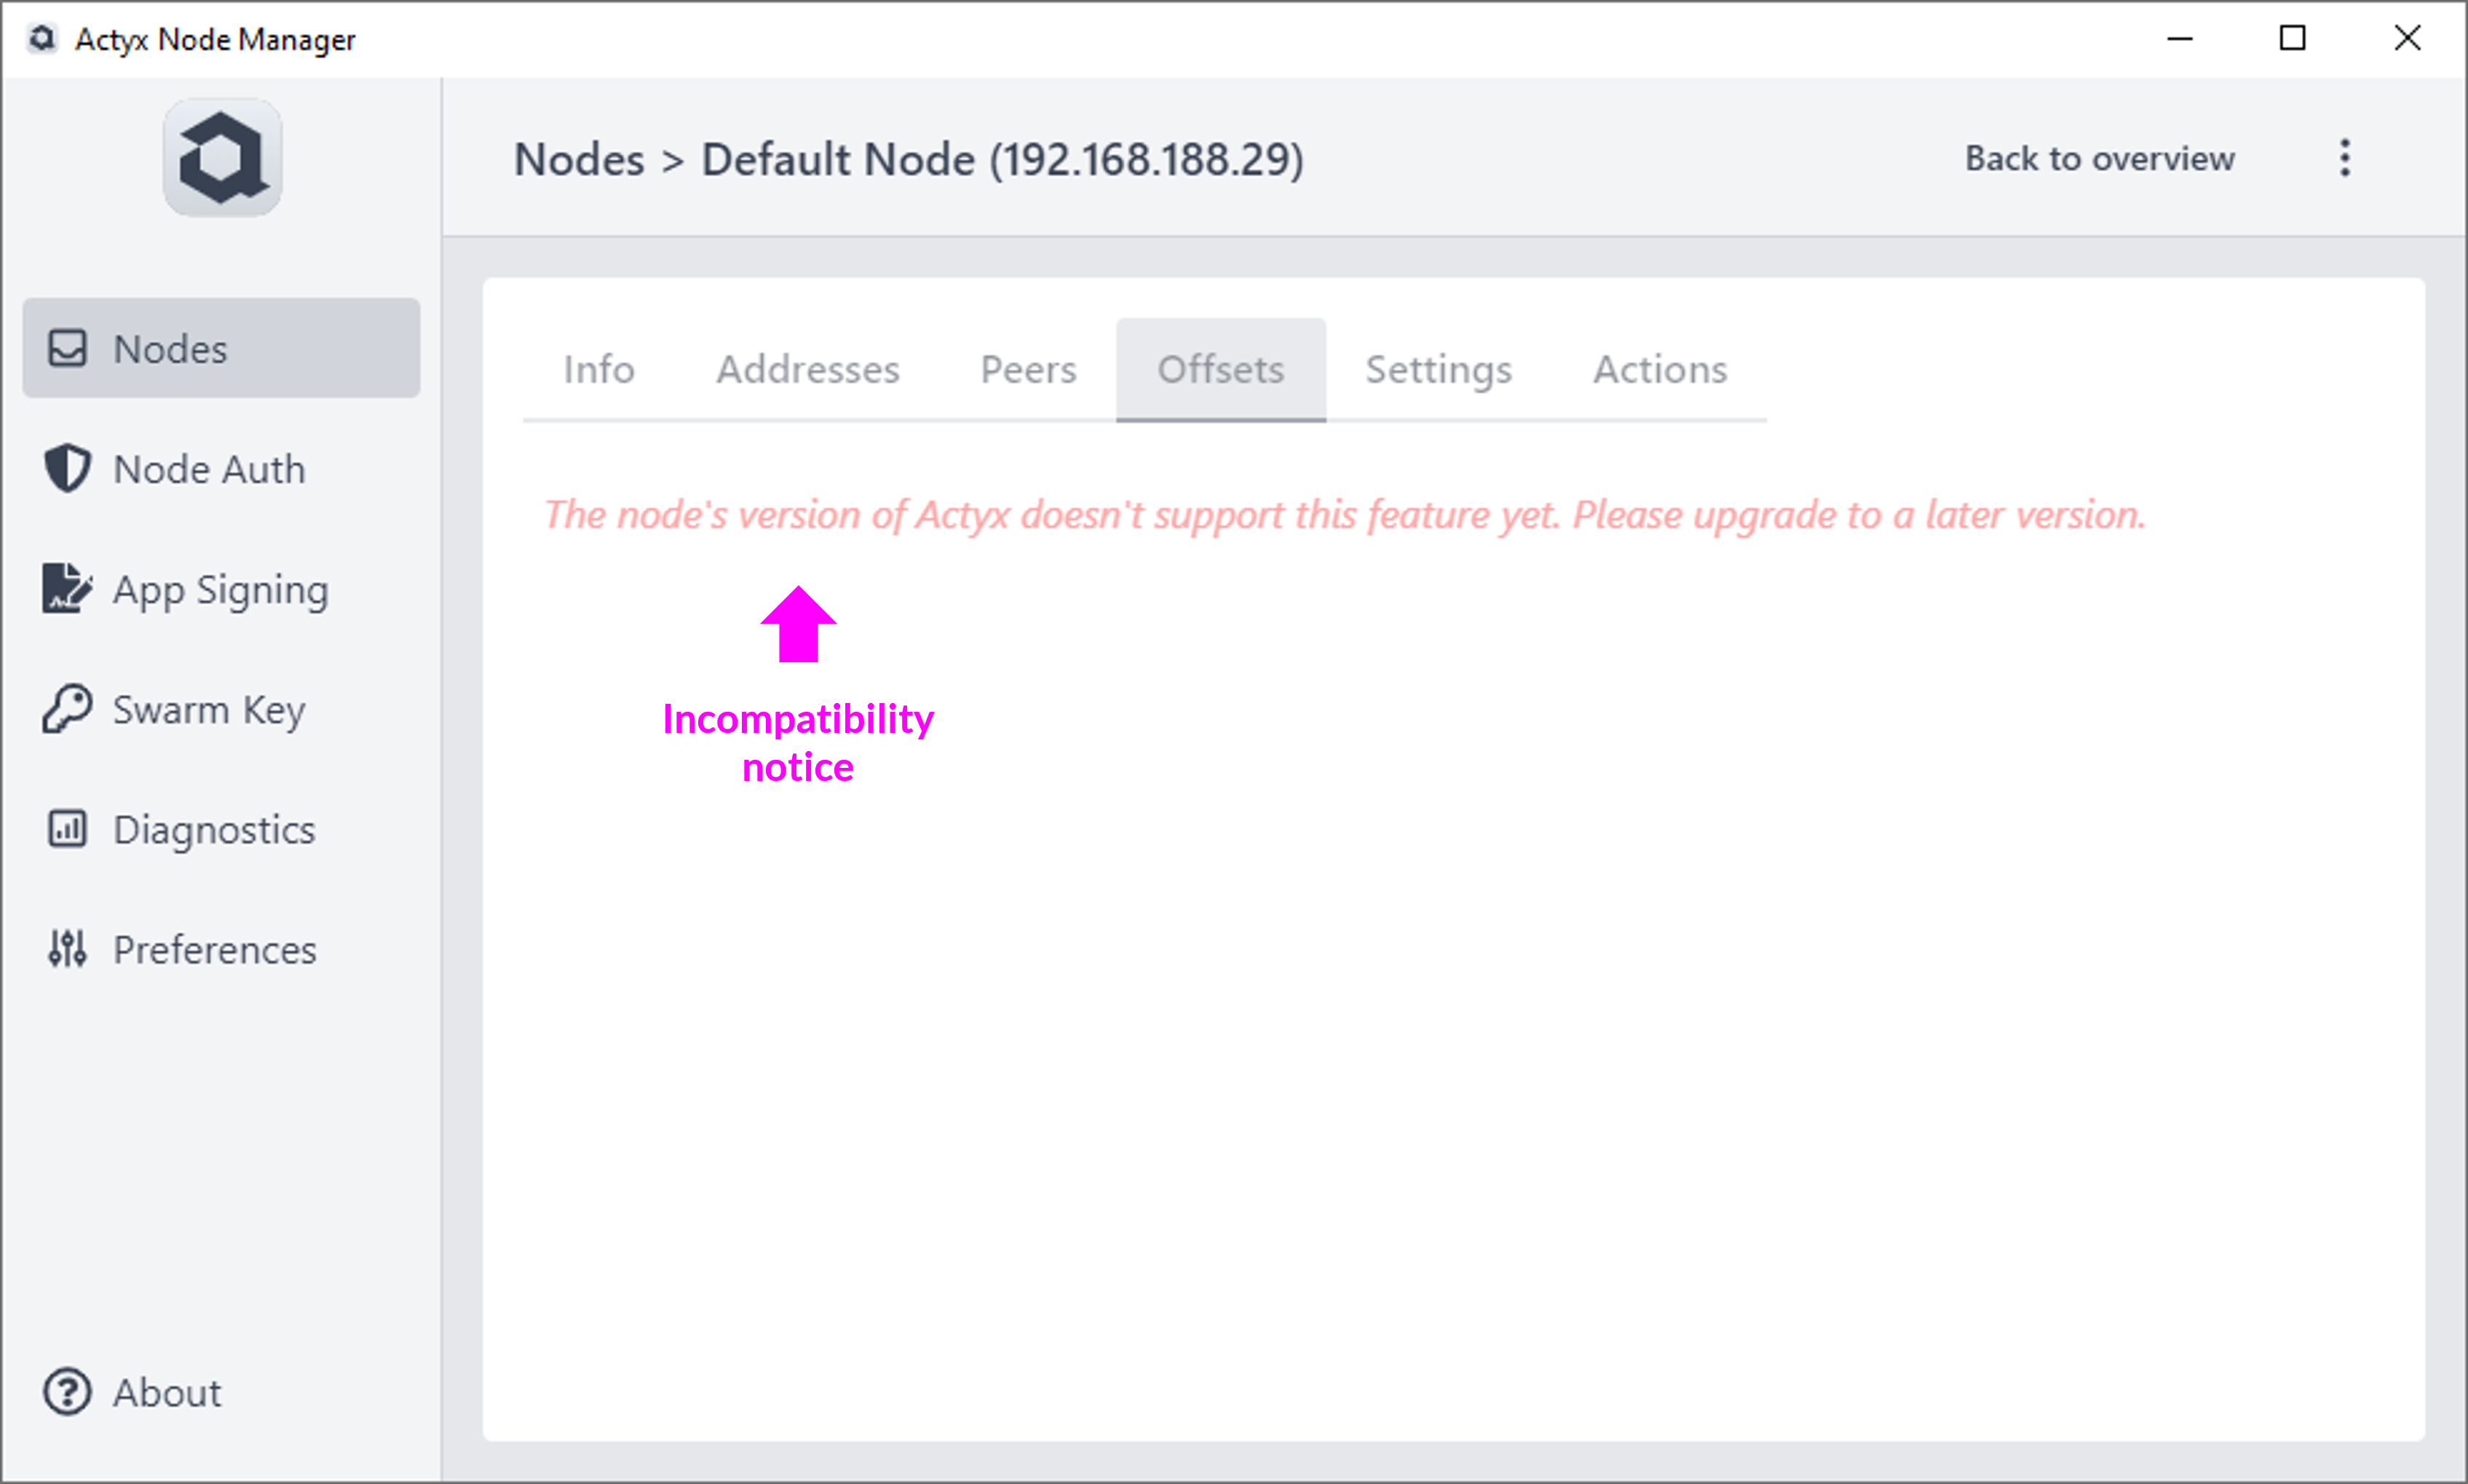 Actyx Node Manager
Nodes > Default Node (192.168.188.29)
Back to overview
Nodes
Node Auth
App Signing
Swarm Key
Diagnostics
Preferences
About
Info Addresses Peers Offsets Settings Actions
The node's version of Actyx doesn't support this feature yet. Please upgrade to a later version.
Incompatibility
notice